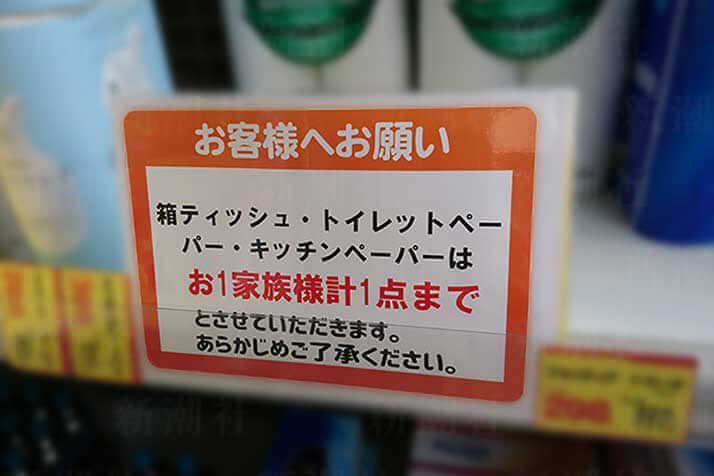 お客様へお願い
箱ティッシュ・トイレットペー
パー・キッチンペーパーは
お1家族様計1点まで
とさせていただきます。
あらかじめご了承ください。
新潮社